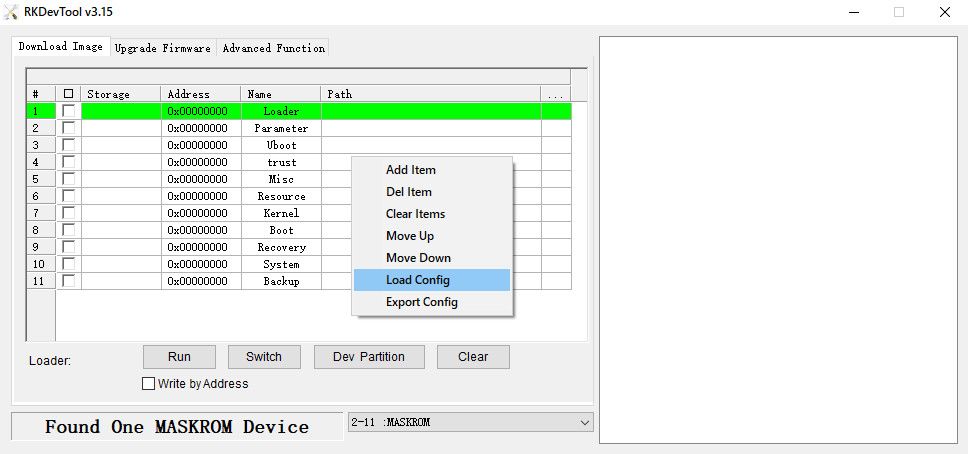 RKDevTool v3.15
Download Image Upgrade Firmware Advanced Function
# Storage Address Name Path ...
1 0x00000000 Loader
2 0x00000000 Parameter
3 0x00000000 Uboot
4 0x00000000 trust
5 0x00000000 Misc
6 0x00000000 Resource
7 0x00000000 Kernel
8 0x00000000 Boot
9 0x00000000 Recovery
10 0x00000000 System
11 0x00000000 Backup
Add Item
Del Item
Clear Items
Move Up
Move Down
Load Config
Export Config
Loader: Run Switch Dev Partition Clear
Write by Address
Found One MASKROM Device 2-11 :MASKROM